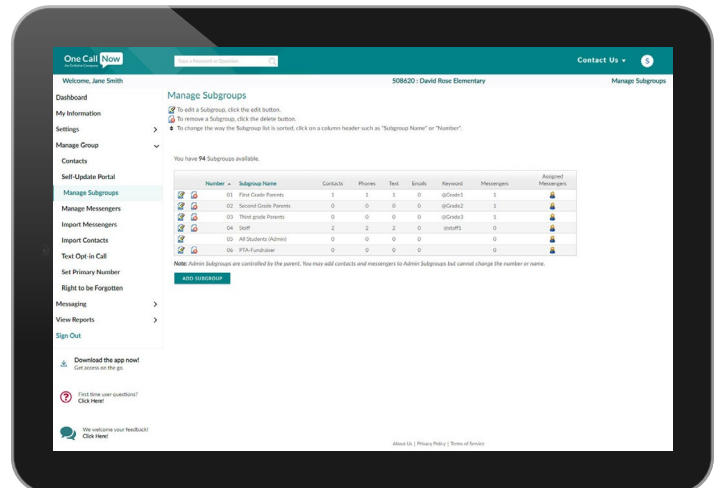 One Call Now
Type a Keyword or Question
Contact Us
S
Welcome, Jane Smith
508620 : David Rose Elementary
Manage Subgroups
Dashboard
My Information
Settings
Manage Group
Contacts
Self-Update Portal
Manage Subgroups
Manage Messengers
Import Messengers
Import Contacts
Text Opt-in Call
Set Primary Number
Right to be Forgotten
Messaging
View Reports
Sign Out
Download the app now!
Get access on the go.
First time user questions?
Click Here!
We welcome your feedback!
Click Here!
Manage Subgroups
To edit a Subgroup, click the edit button.
To remove a Subgroup, click the delete button.
To change the way the Subgroup list is sorted, click on a column header such as "Subgroup Name" or "Number".
You have 94 Subgroups available.
Number Subgroup Name Contacts Phones Text Emails Keyword Messengers Assigned Messengers
01 First Grade Parents 1 1 1 0 @Grade1 1
02 Second Grade Parents 0 0 0 0 @Grade2 1
03 Third grade Parents 0 0 0 0 @Grade3 1
04 Staff 2 2 2 0 @staff1 0
05 All Students (Admin) 0 0 0 0 0
06 PTA-Fundraiser 0 0 0 0 0
Note: Admin Subgroups are controlled by the parent. You may add contacts and messengers to Admin Subgroups but cannot change the number or name.
ADD SUBGROUP
About Us | Privacy Policy | Terms of Service